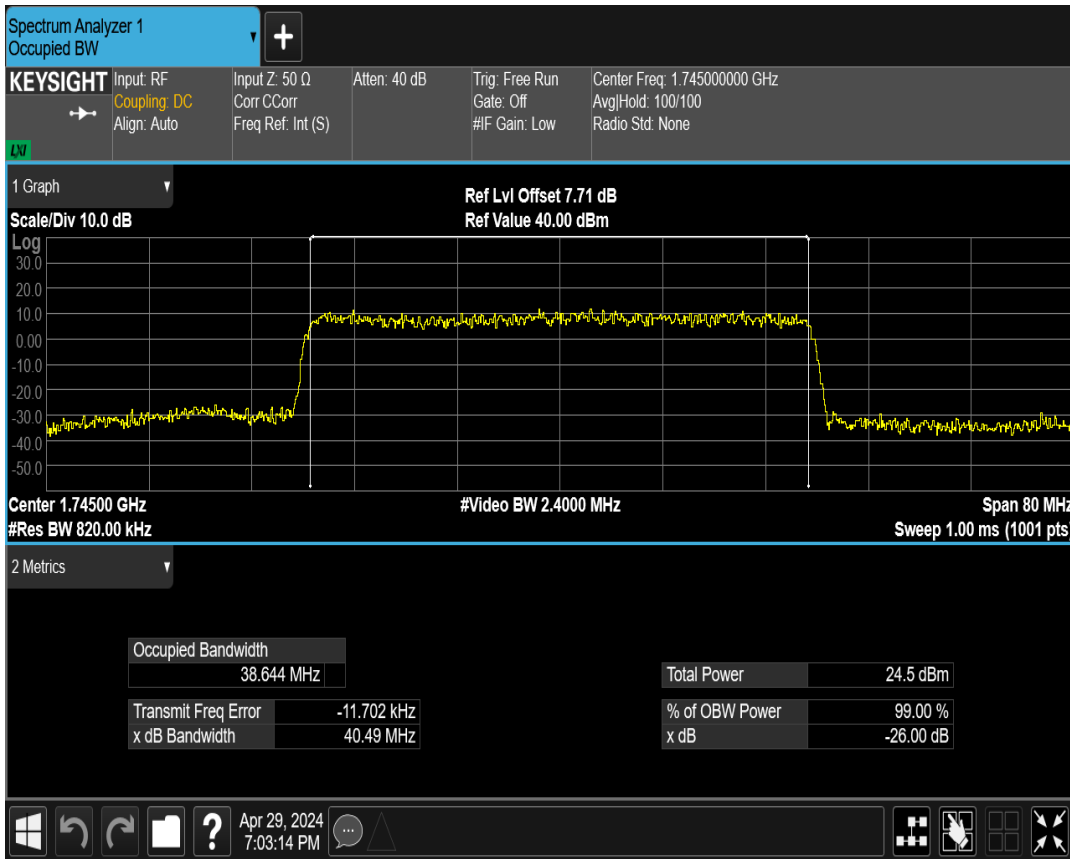 Spectrum Analyzer 1
Occupied BW
KEYSIGHT
LXI
Input: RF
Coupling: DC
Align: Auto
Input Z: 50 Ω
Corr CCorr
Freq Ref: Int (S)
Atten: 40 dB
Trig: Free Run
Gate: Off
#IF Gain: Low
Center Freq: 1.745000000 GHz
Avg|Hold: 100/100
Radio Std: None
1 Graph
Scale/Div 10.0 dB
Ref Lvl Offset 7.71 dB
Ref Value 40.00 dBm
Log
30.0
20.0
10.0
0.00
-10.0
-20.0
-30.0
-40.0
-50.0
Center 1.74500 GHz
#Video BW 2.4000 MHz
Span 80 MHz
#Res BW 820.00 kHz
Sweep 1.00 ms (1001 pts)
2 Metrics
Occupied Bandwidth
38.644 MHz
Total Power 24.5 dBm
Transmit Freq Error -11.702 kHz
% of OBW Power 99.00 %
x dB Bandwidth 40.49 MHz
x dB -26.00 dB
?
Apr 29, 2024
7:03:14 PM